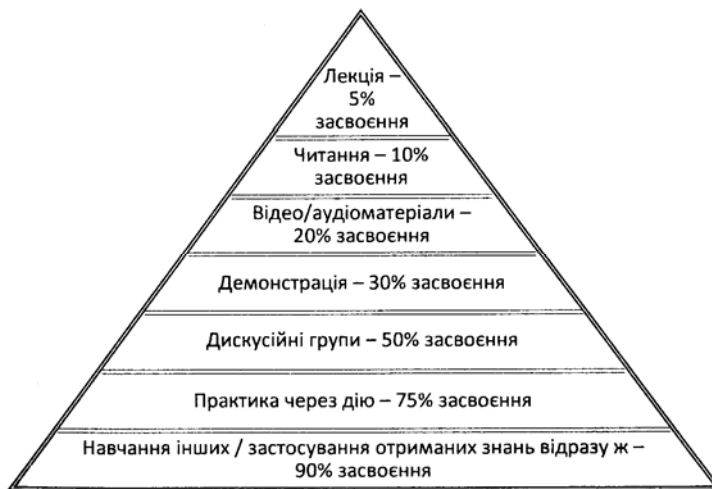 Лекція –
5%
засвоєння
Читання – 10%
засвоєння
Відео/аудіоматеріали –
20% засвоєння
Демонстрація – 30% засвоєння
Дискусійні групи – 50% засвоєння
Практика через дію – 75% засвоєння
Навчання інших / застосування отриманих знань відразу ж –
90% засвоєння